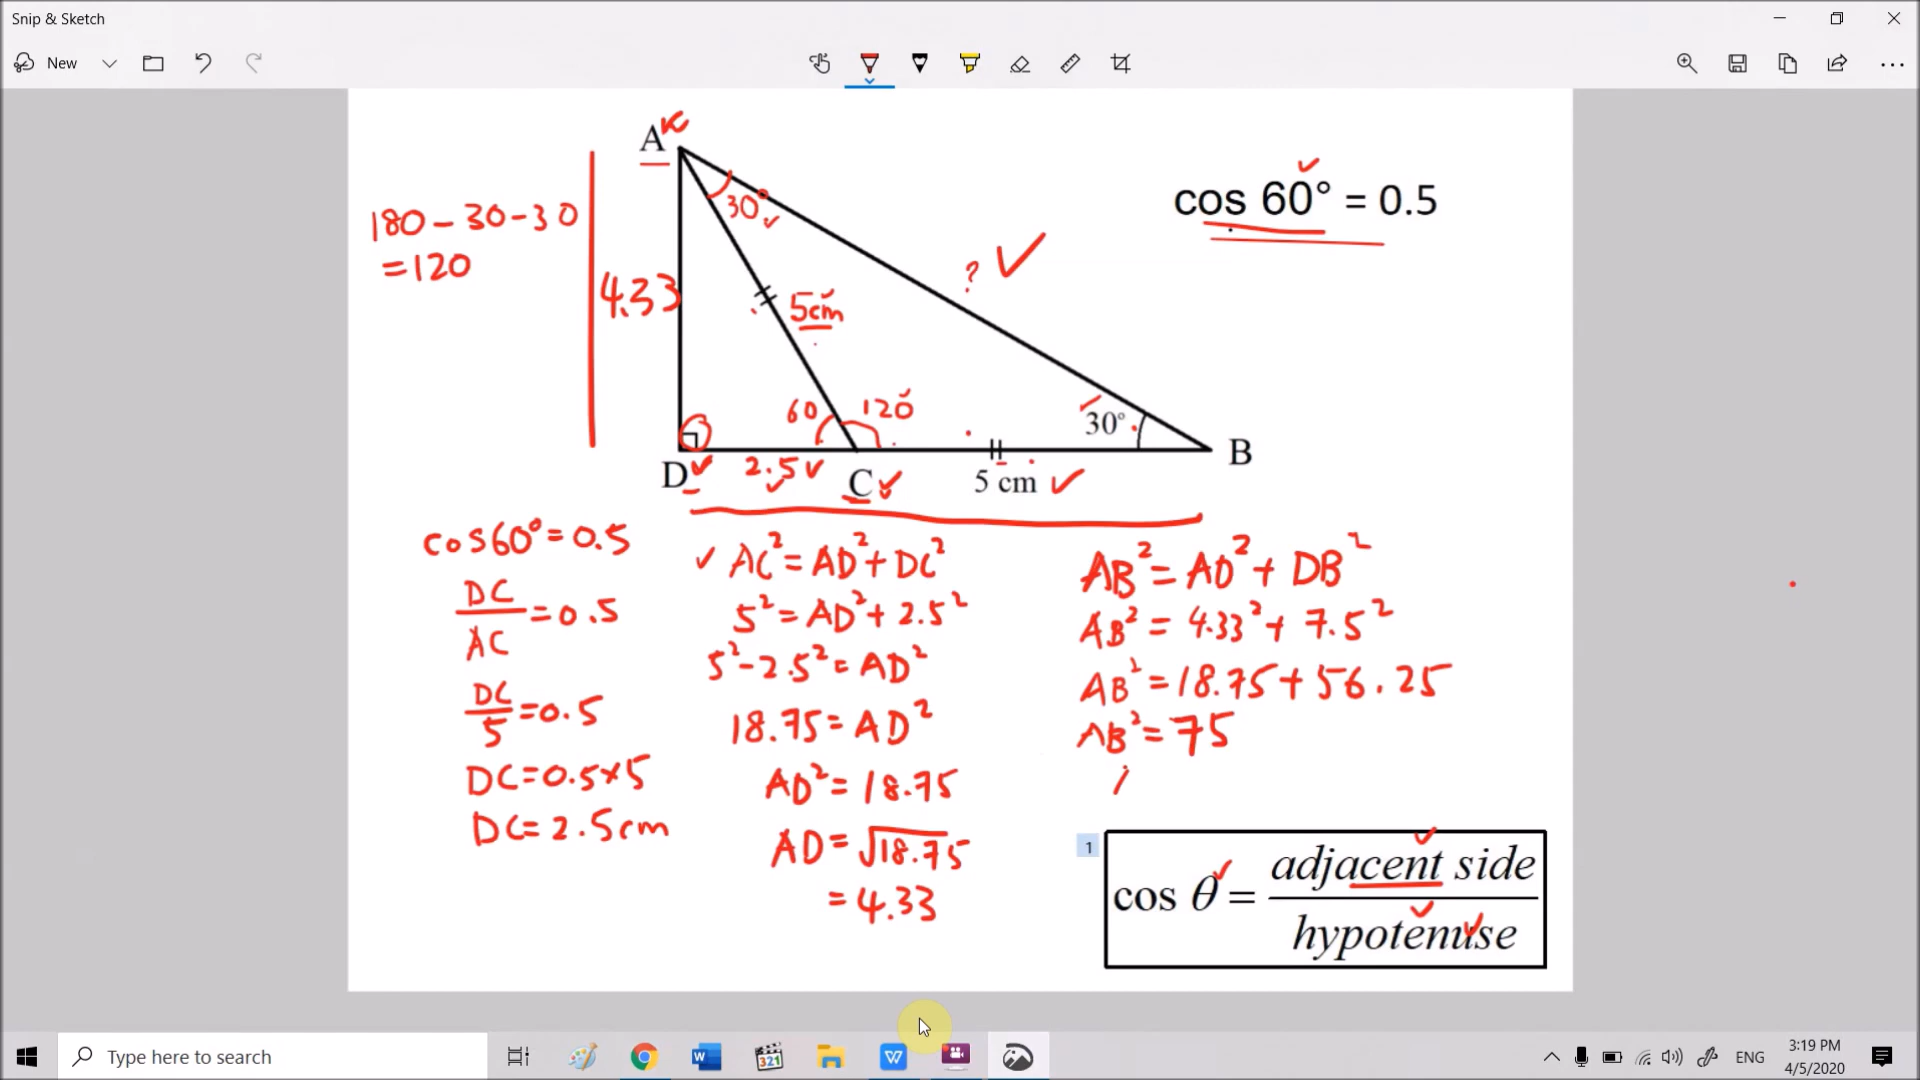 Snip & Sketch
New
A
180 - 30 - 30
= 120
30°
cos 60° = 0.5
4.33
?
5cm
60
120
30°
B
D
2.5
C
5 cm
cos60° = 0.5
DC/AC = 0.5
DC/5 = 0.5
DC = 0.5 × 5
DC = 2.5cm
AC² = AD² + DC²
5² = AD² + 2.5²
5² - 2.5² = AD²
18.75 = AD²
AD² = 18.75
AD = √18.75
= 4.33
AB² = AD² + DB²
AB² = 4.33² + 7.5²
AB² = 18.75 + 56.25
AB² = 75
1
cos θ = adjacent side / hypotenuse
Type here to search
321
W
W
ENG
3:19 PM
4/5/2020